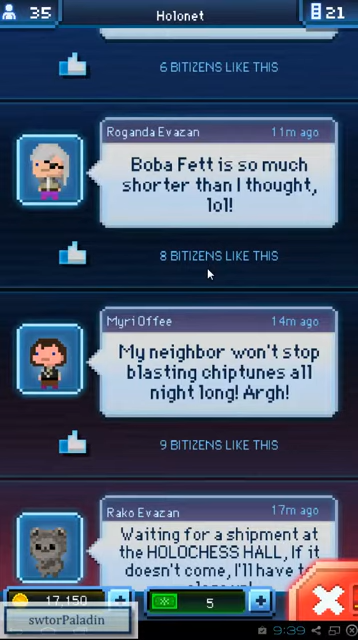 35
Holonet
21
6 BITIZENS LIKE THIS
Roganda Evazan
11m ago
Boba Fett is so much
shorter than I thought,
lol!
8 BITIZENS LIKE THIS
Myri Offee
14m ago
My neighbor won't stop
blasting chiptunes all
night long! Argh!
9 BITIZENS LIKE THIS
Rako Evazan
17m ago
Waiting for a shipment at
the HOLOCHESS HALL, If it
doesn't come, I'll have to
17,150
5
swtorPaladin
9:39